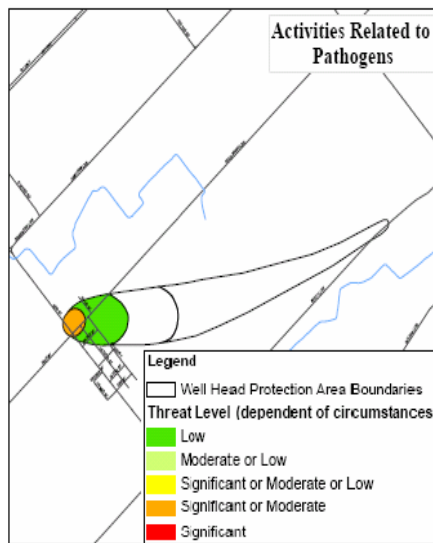 Activities Related to
Pathogens
Legend
Well Head Protection Area Boundaries
Threat Level (dependent of circumstances
Low
Moderate or Low
Significant or Moderate or Low
Significant or Moderate
Significant